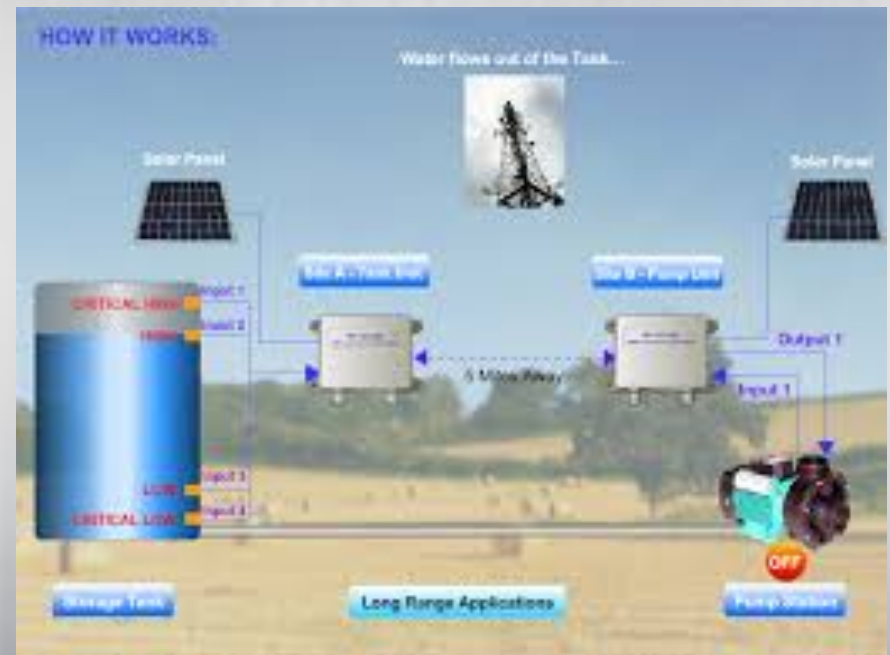 HOW IT WORKS:
Water flows out of the Tank...
Solar Panel
Solar Panel
Site A - Tank Unit
Site B - Pump Unit
CRITICAL HIGH
Input 1
HIGH
Input 2
5 Miles Away
Output 1
Input 1
LOW
Input 3
CRITICAL LOW
Input 4
OFF
Storage Tank
Long Range Applications
Pump Station